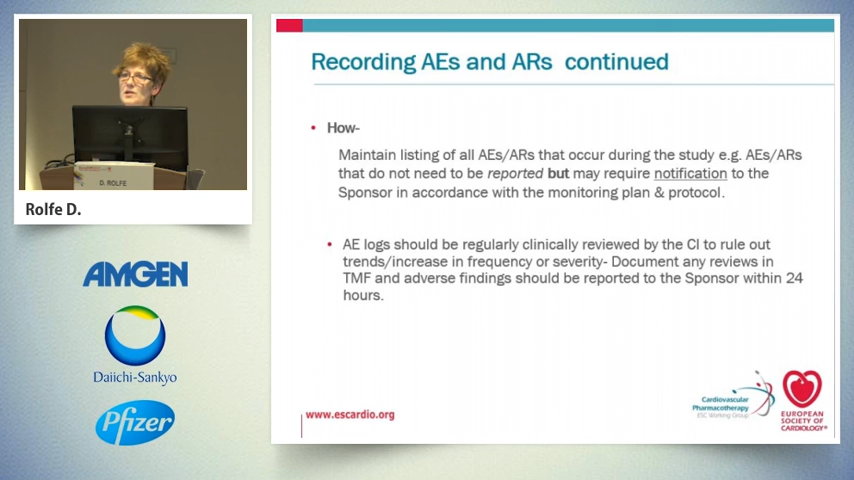 D. ROLFE
Rolfe D.
AMGEN
Daiichi-Sankyo
Pfizer
Recording AEs and ARs continued
• How-
Maintain listing of all AEs/ARs that occur during the study e.g. AEs/ARs
that do not need to be reported but may require notification to the
Sponsor in accordance with the monitoring plan & protocol.
• AE logs should be regularly clinically reviewed by the CI to rule out
trends/increase in frequency or severity- Document any reviews in
TMF and adverse findings should be reported to the Sponsor within 24
hours.
www.escardio.org
Cardiovascular
Pharmacotherapy
ESC Working Group
EUROPEAN
SOCIETY OF
CARDIOLOGY®